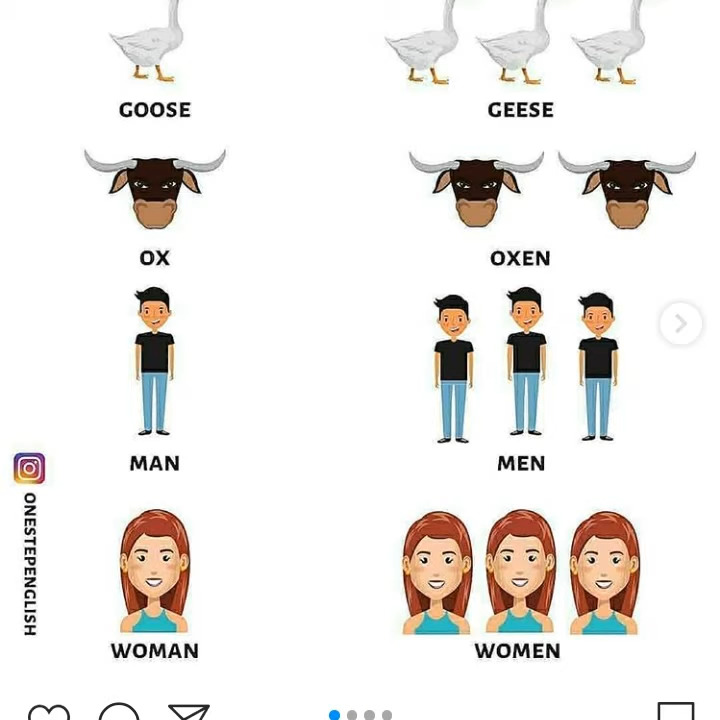 GOOSE GEESE
OX OXEN
MAN MEN
WOMAN WOMEN
ONESTEPENGLISH